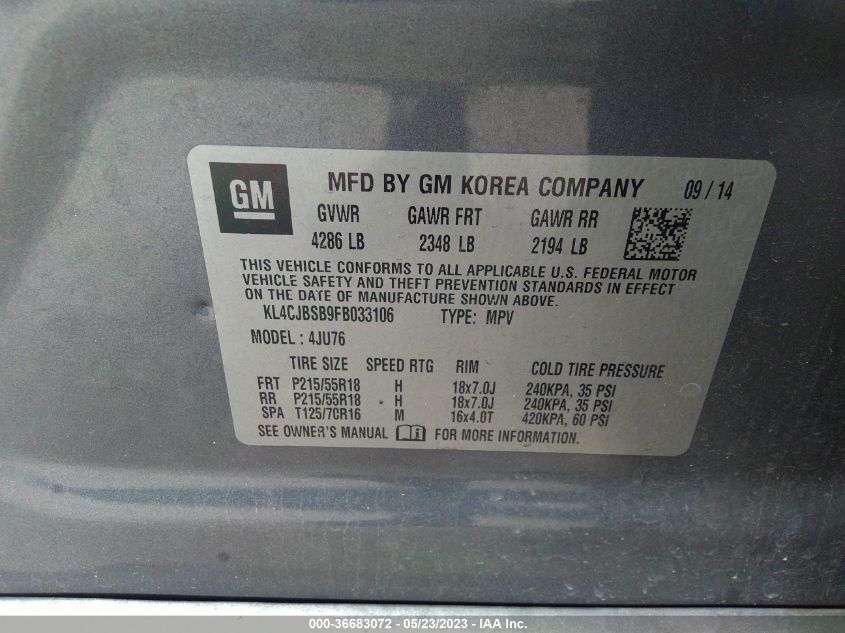 GM MFD BY GM KOREA COMPANY 09 / 14
GVWR GAWR FRT GAWR RR
4286 LB 2348 LB 2194 LB
THIS VEHICLE CONFORMS TO ALL APPLICABLE U.S. FEDERAL MOTOR
VEHICLE SAFETY AND THEFT PREVENTION STANDARDS IN EFFECT
ON THE DATE OF MANUFACTURE SHOWN ABOVE.
KL4CJBSB9FB033106 TYPE: MPV
MODEL : 4JU76
TIRE SIZE SPEED RTG RIM COLD TIRE PRESSURE
FRT P215/55R18 H 18x7.0J 240KPA, 35 PSI
RR P215/55R18 H 18x7.0J 240KPA, 35 PSI
SPA T125/7CR16 M 16x4.0T 420KPA, 60 PSI
SEE OWNER'S MANUAL i FOR MORE INFORMATION.
000-36683072 - 05/23/2023 - IAA Inc.